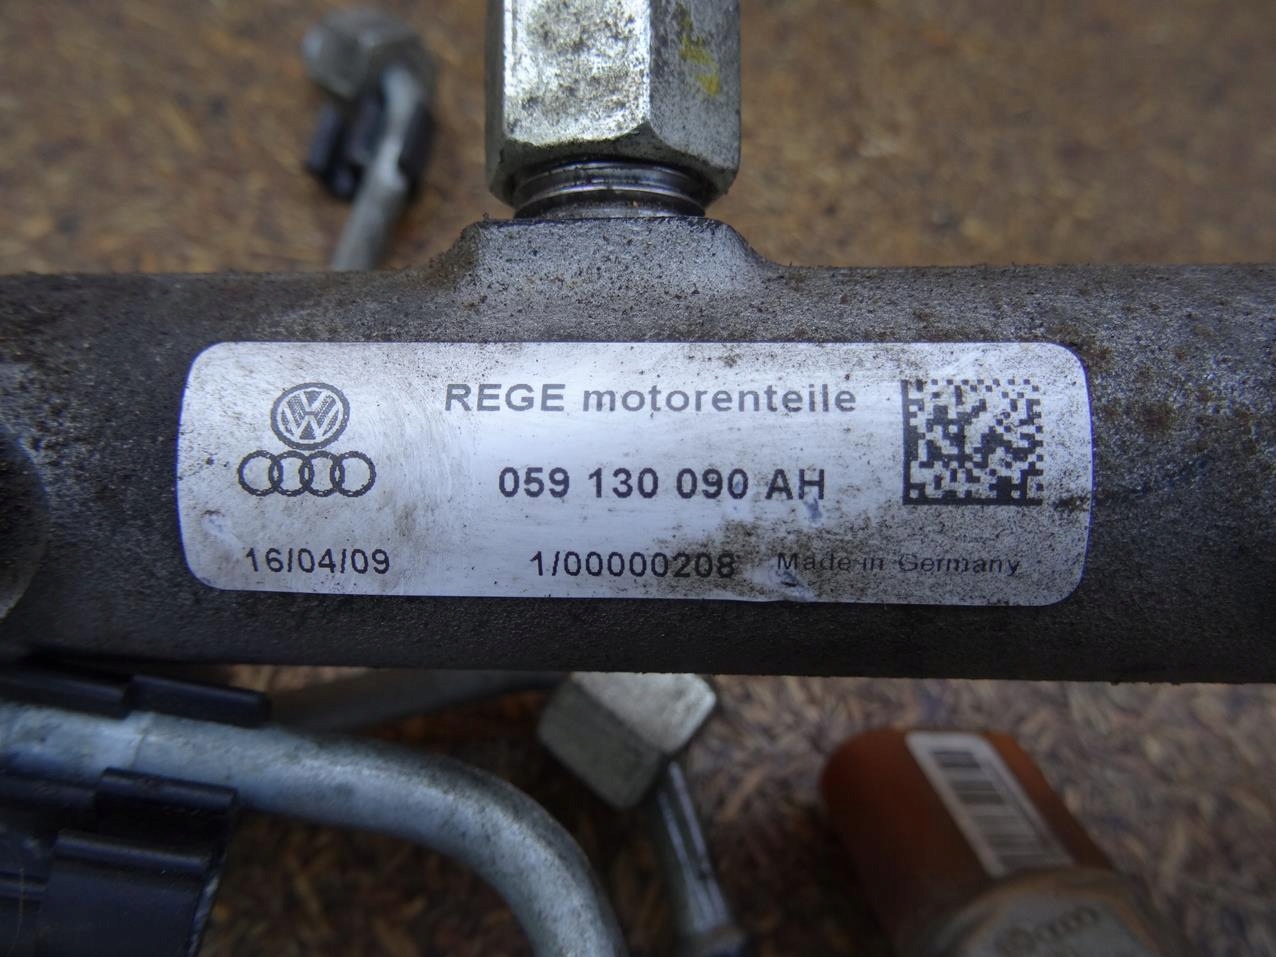 REGE motorenteile
059 130 090 AH
16/04/09 1/00000208 Made in Germany